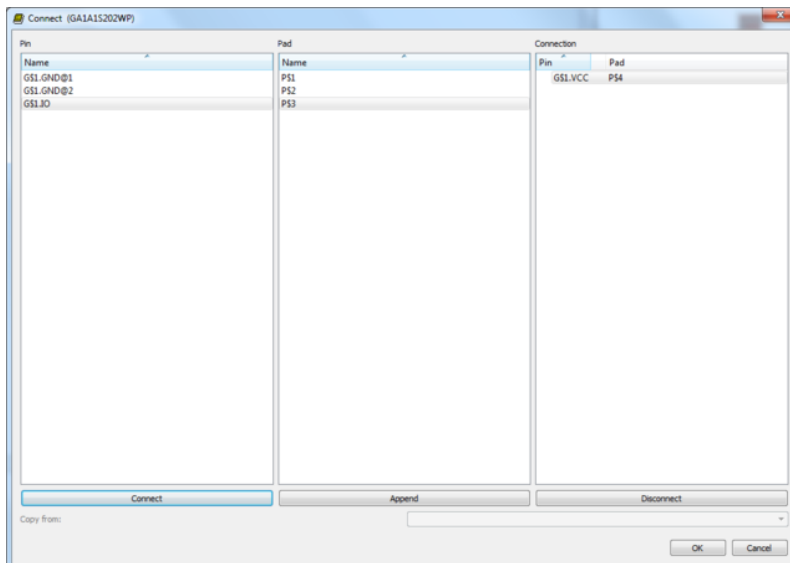 Connect (GA1A1S202WP)
Pin Pad Connection
Name Name Pin Pad
G$1.GND@1 P$1 G$1.VCC P$4
G$1.GND@2 P$2
G$1.IO P$3
Connect Append Disconnect
Copy from:
OK Cancel